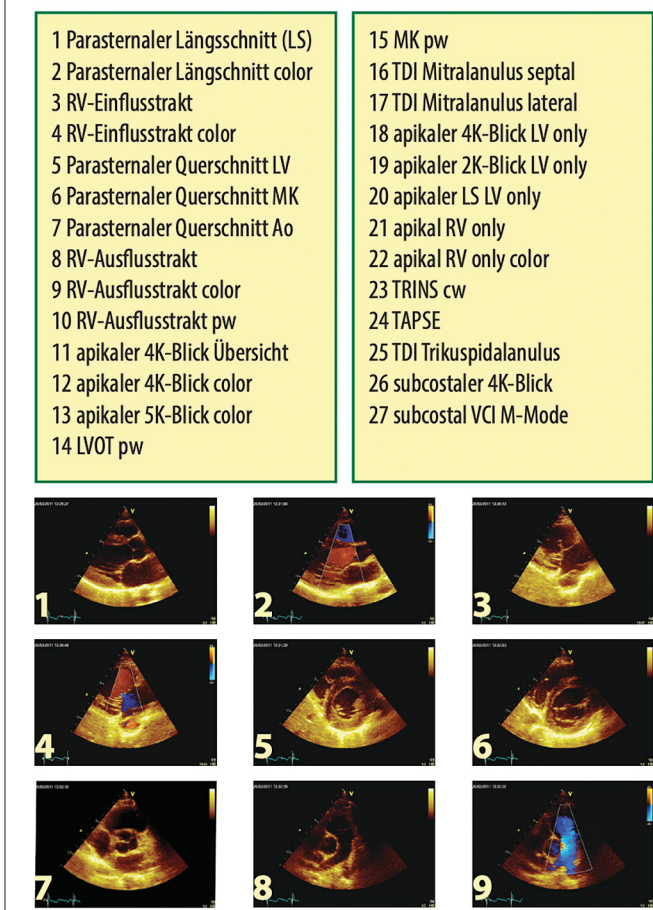 1 Parasternaler Längsschnitt (LS)
2 Parasternaler Längschnitt color
3 RV-Einflusstrakt
4 RV-Einflusstrakt color
5 Parasternaler Querschnitt LV
6 Parasternaler Querschnitt MK
7 Parasternaler Querschnitt Ao
8 RV-Ausflusstrakt
9 RV-Ausflusstrakt color
10 RV-Ausflusstrakt pw
11 apikaler 4K-Blick Übersicht
12 apikaler 4K-Blick color
13 apikaler 5K-Blick color
14 LVOT pw
15 MK pw
16 TDI Mitralanulus septal
17 TDI Mitralanulus lateral
18 apikaler 4K-Blick LV only
19 apikaler 2K-Blick LV only
20 apikaler LS LV only
21 apikal RV only
22 apikal RV only color
23 TRINS cw
24 TAPSE
25 TDI Trikuspidalanulus
26 subcostaler 4K-Blick
27 subcostal VCI M-Mode
V
V
V
1
2
3
V
V
V
4
5
6
V
V
V
7
8
9